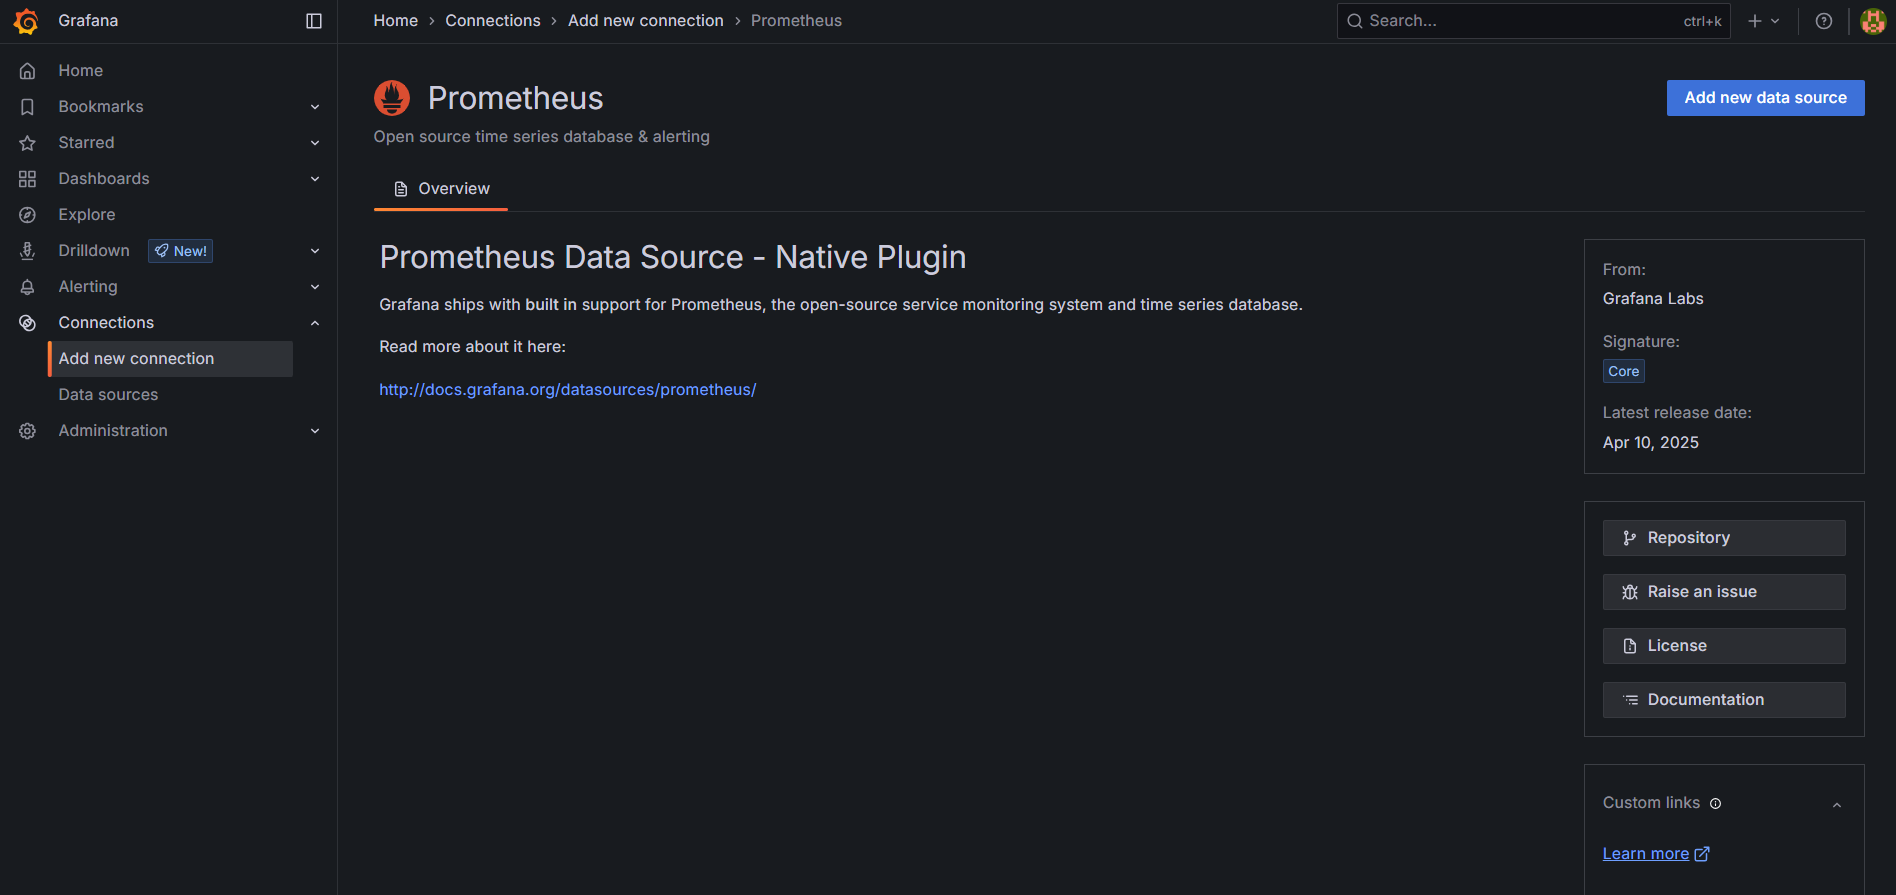 Grafana
Home > Connections > Add new connection > Prometheus
Search... ctrl+k
Home
Bookmarks
Starred
Dashboards
Explore
Drilldown New!
Alerting
Connections
Add new connection
Data sources
Administration
Prometheus
Add new data source
Open source time series database & alerting
Overview
Prometheus Data Source - Native Plugin
Grafana ships with built in support for Prometheus, the open-source service monitoring system and time series database.
Read more about it here:
http://docs.grafana.org/datasources/prometheus/
From:
Grafana Labs
Signature:
Core
Latest release date:
Apr 10, 2025
Repository
Raise an issue
License
Documentation
Custom links
Learn more